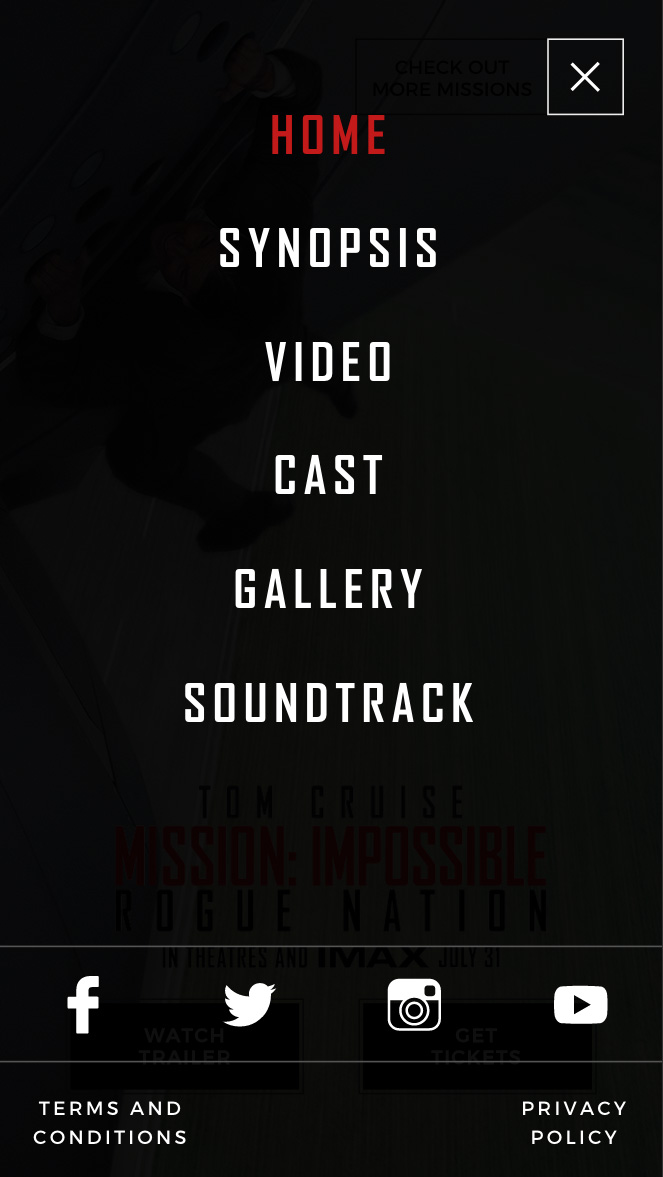 CHECK OUT
MORE MISSIONS
HOME
SYNOPSIS
VIDEO
CAST
GALLERY
SOUNDTRACK
TOM CRUISE
MISSION: IMPOSSIBLE
ROGUE NATION
IN THEATRES AND IMAX JULY 31
WATCH
TRAILER
GET
TICKETS
TERMS AND
CONDITIONS
PRIVACY
POLICY